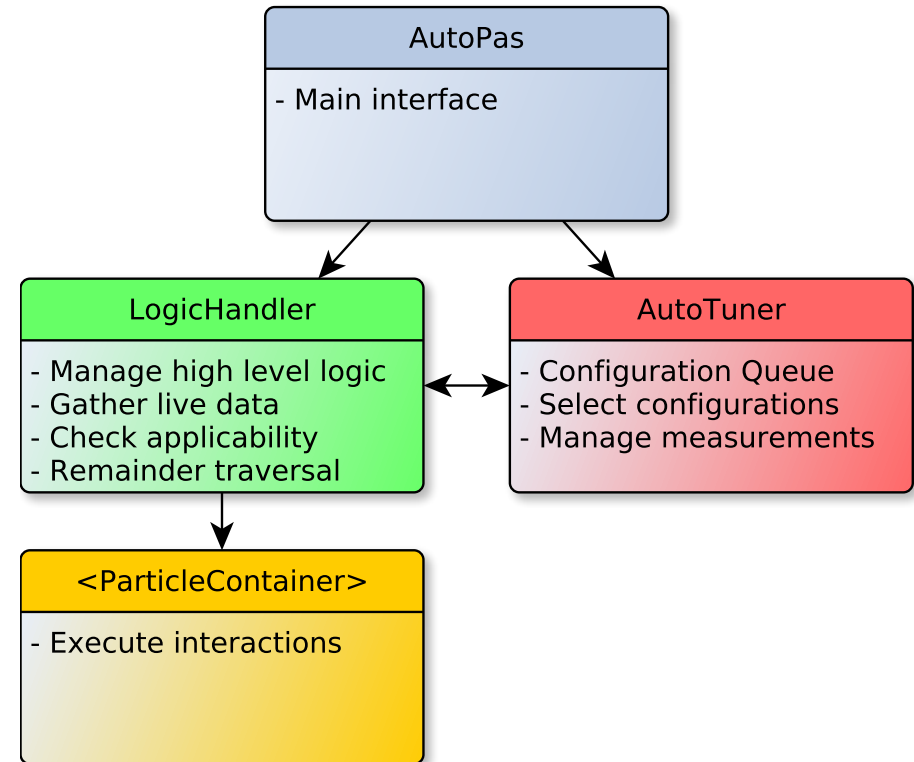 AutoPas
- Main interface
LogicHandler
- Manage high level logic
- Gather live data
- Check applicability
- Remainder traversal
AutoTuner
- Configuration Queue
- Select configurations
- Manage measurements
<ParticleContainer>
- Execute interactions